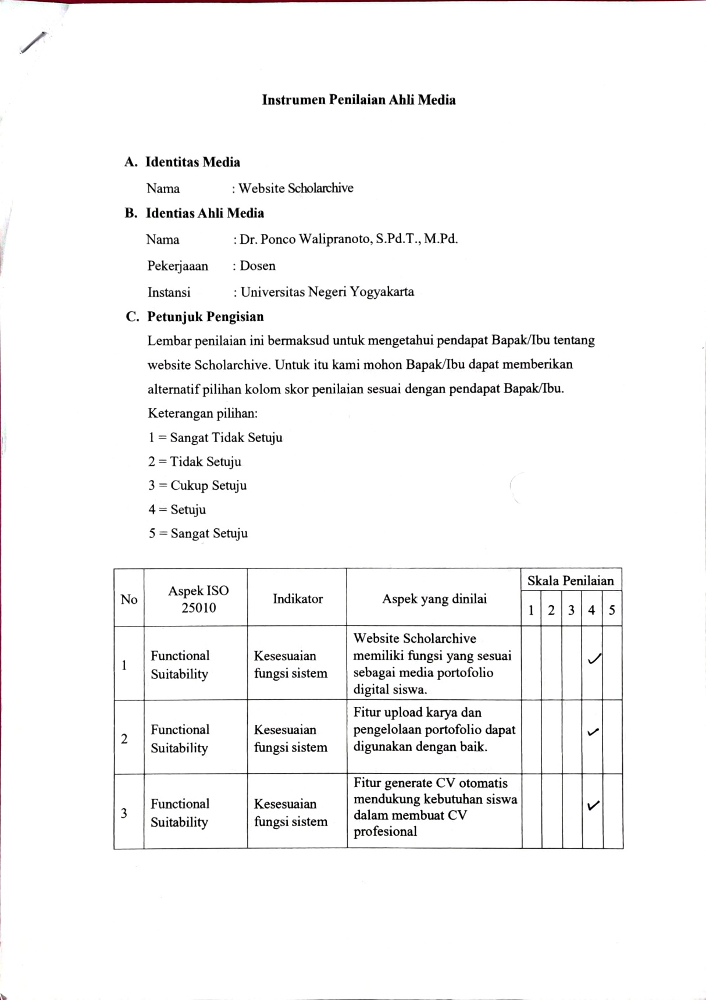 Instrumen Penilaian Ahli Media
A. Identitas Media
Nama : Website Scholarchive
B. Identias Ahli Media
Nama : Dr. Ponco Walipranoto, S.Pd.T., M.Pd.
Pekerjaaan : Dosen
Instansi : Universitas Negeri Yogyakarta
C. Petunjuk Pengisian
Lembar penilaian ini bermaksud untuk mengetahui pendapat Bapak/Ibu tentang
website Scholarchive. Untuk itu kami mohon Bapak/Ibu dapat memberikan
alternatif pilihan kolom skor penilaian sesuai dengan pendapat Bapak/Ibu.
Keterangan pilihan:
1 = Sangat Tidak Setuju
2 = Tidak Setuju
3 = Cukup Setuju
4 = Setuju
5 = Sangat Setuju
No
Aspek ISO
25010
Indikator
Aspek yang dinilai
Skala Penilaian
1 2 3 4 5
1
Functional
Suitability
Kesesuaian
fungsi sistem
Website Scholarchive
memiliki fungsi yang sesuai
sebagai media portofolio
digital siswa.
✓
2
Functional
Suitability
Kesesuaian
fungsi sistem
Fitur upload karya dan
pengelolaan portofolio dapat
digunakan dengan baik.
✓
3
Functional
Suitability
Kesesuaian
fungsi sistem
Fitur generate CV otomatis
mendukung kebutuhan siswa
dalam membuat CV
profesional
✓